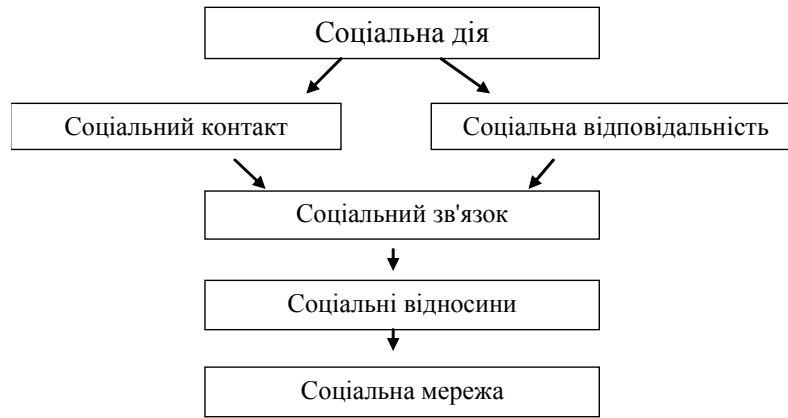 Соціальна дія
Соціальний контакт
Соціальна відповідальність
Соціальний зв'язок
Соціальні відносини
Соціальна мережа